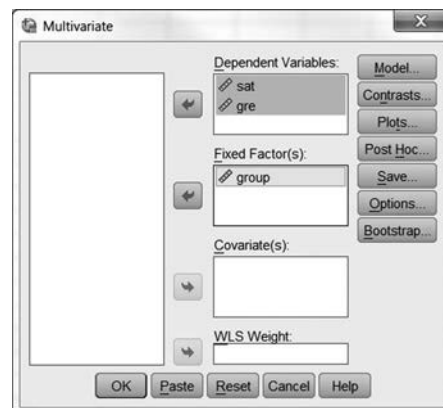 Multivariate
X
Dependent Variables:
sat
gre
Fixed Factor(s):
group
Covariate(s):
WLS Weight:
Model...
Contrasts...
Plots...
Post Hoc...
Save...
Options...
Bootstrap...
OK Paste Reset Cancel Help